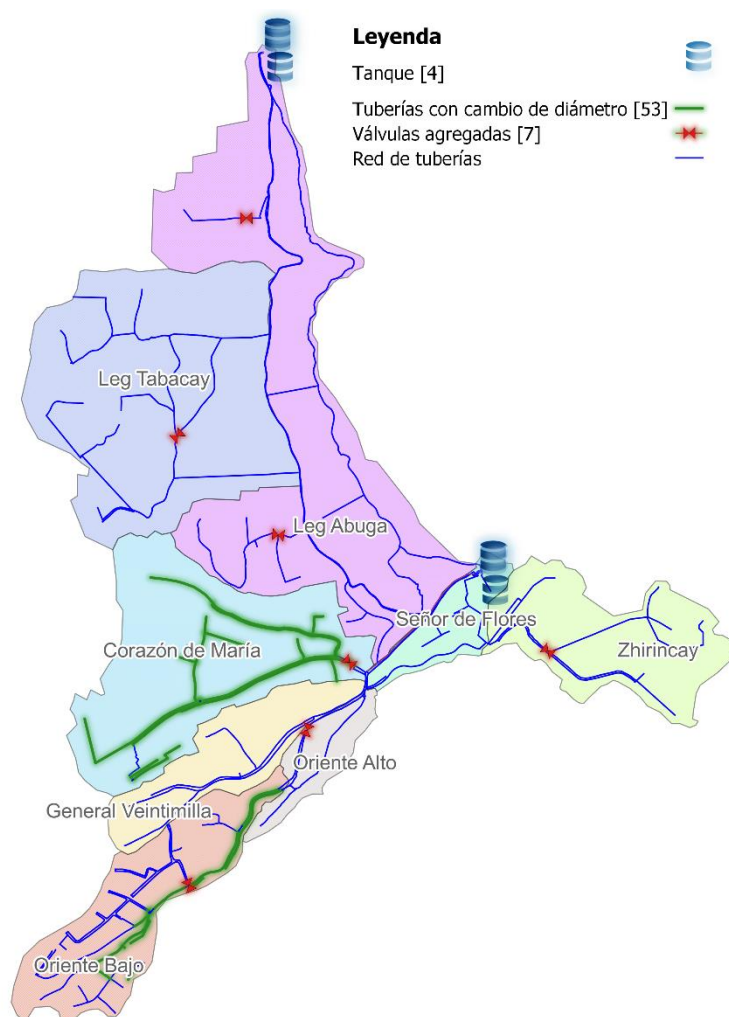 Leyenda
Tanque [4]
Tuberías con cambio de diámetro [53]
Válvulas agregadas [7]
Red de tuberías
Leg Tabacay
Leg Abuga
Señor de Flores
Corazón de María
Zhirincay
Oriente Alto
General Veintimilla
Oriente Bajo